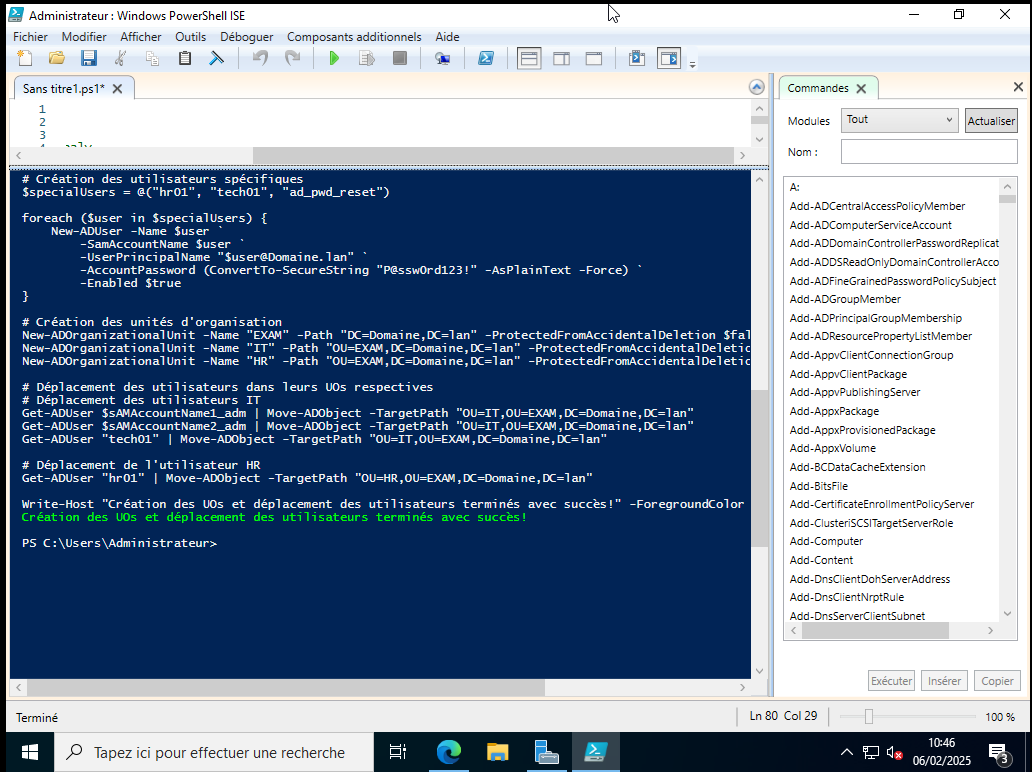 Administrateur : Windows PowerShell ISE
Fichier Modifier Afficher Outils Déboguer Composants additionnels Aide
Sans titre1.ps1*
1
2
3
# Création des utilisateurs spécifiques
$specialUsers = @("hr01", "tech01", "ad_pwd_reset")
foreach ($user in $specialUsers) {
New-ADUser -Name $user `
-SamAccountName $user `
-UserPrincipalName "$user@Domaine.lan" `
-AccountPassword (ConvertTo-SecureString "P@ssw0rd123!" -AsPlainText -Force) `
-Enabled $true
}
# Création des unités d'organisation
New-ADOrganizationalUnit -Name "EXAM" -Path "DC=Domaine,DC=lan" -ProtectedFromAccidentalDeletion $fal
New-ADOrganizationalUnit -Name "IT" -Path "OU=EXAM,DC=Domaine,DC=lan" -ProtectedFromAccidentalDeletio
New-ADOrganizationalUnit -Name "HR" -Path "OU=EXAM,DC=Domaine,DC=lan" -ProtectedFromAccidentalDeletio
# Déplacement des utilisateurs dans leurs UOs respectives
# Déplacement des utilisateurs IT
Get-ADUser $sAMAccountName1_adm | Move-ADObject -TargetPath "OU=IT,OU=EXAM,DC=Domaine,DC=lan"
Get-ADUser $sAMAccountName2_adm | Move-ADObject -TargetPath "OU=IT,OU=EXAM,DC=Domaine,DC=lan"
Get-ADUser "tech01" | Move-ADObject -TargetPath "OU=IT,OU=EXAM,DC=Domaine,DC=lan"
# Déplacement de l'utilisateur HR
Get-ADUser "hr01" | Move-ADObject -TargetPath "OU=HR,OU=EXAM,DC=Domaine,DC=lan"
Write-Host "Création des UOs et déplacement des utilisateurs terminés avec succès!" -ForegroundColor
Création des UOs et déplacement des utilisateurs terminés avec succès!
PS C:\Users\Administrateur>
Commandes
Modules Tout Actualiser
Nom :
A:
Add-ADCentralAccessPolicyMember
Add-ADComputerServiceAccount
Add-ADDomainControllerPasswordReplicat
Add-ADDSReadOnlyDomainControllerAcco
Add-ADFineGrainedPasswordPolicySubject
Add-ADGroupMember
Add-ADPrincipalGroupMembership
Add-ADResourcePropertyListMember
Add-AppvClientConnectionGroup
Add-AppvClientPackage
Add-AppvPublishingServer
Add-AppxPackage
Add-AppxProvisionedPackage
Add-AppxVolume
Add-BCDataCacheExtension
Add-BitsFile
Add-CertificateEnrollmentPolicyServer
Add-ClusteriSCSITargetServerRole
Add-Computer
Add-Content
Add-DnsClientDohServerAddress
Add-DnsClientNrptRule
Add-DnsServerClientSubnet
Exécuter Insérer Copier
Terminé Ln 80 Col 29 100 %
Tapez ici pour effectuer une recherche
10:46
06/02/2025
3